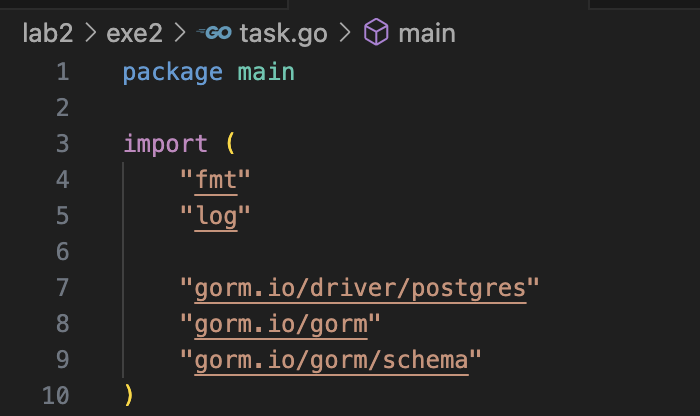 lab2 > exe2 > GO task.go > main
1 package main
2
3 import (
4 "fmt"
5 "log"
6
7 "gorm.io/driver/postgres"
8 "gorm.io/gorm"
9 "gorm.io/gorm/schema"
10 )